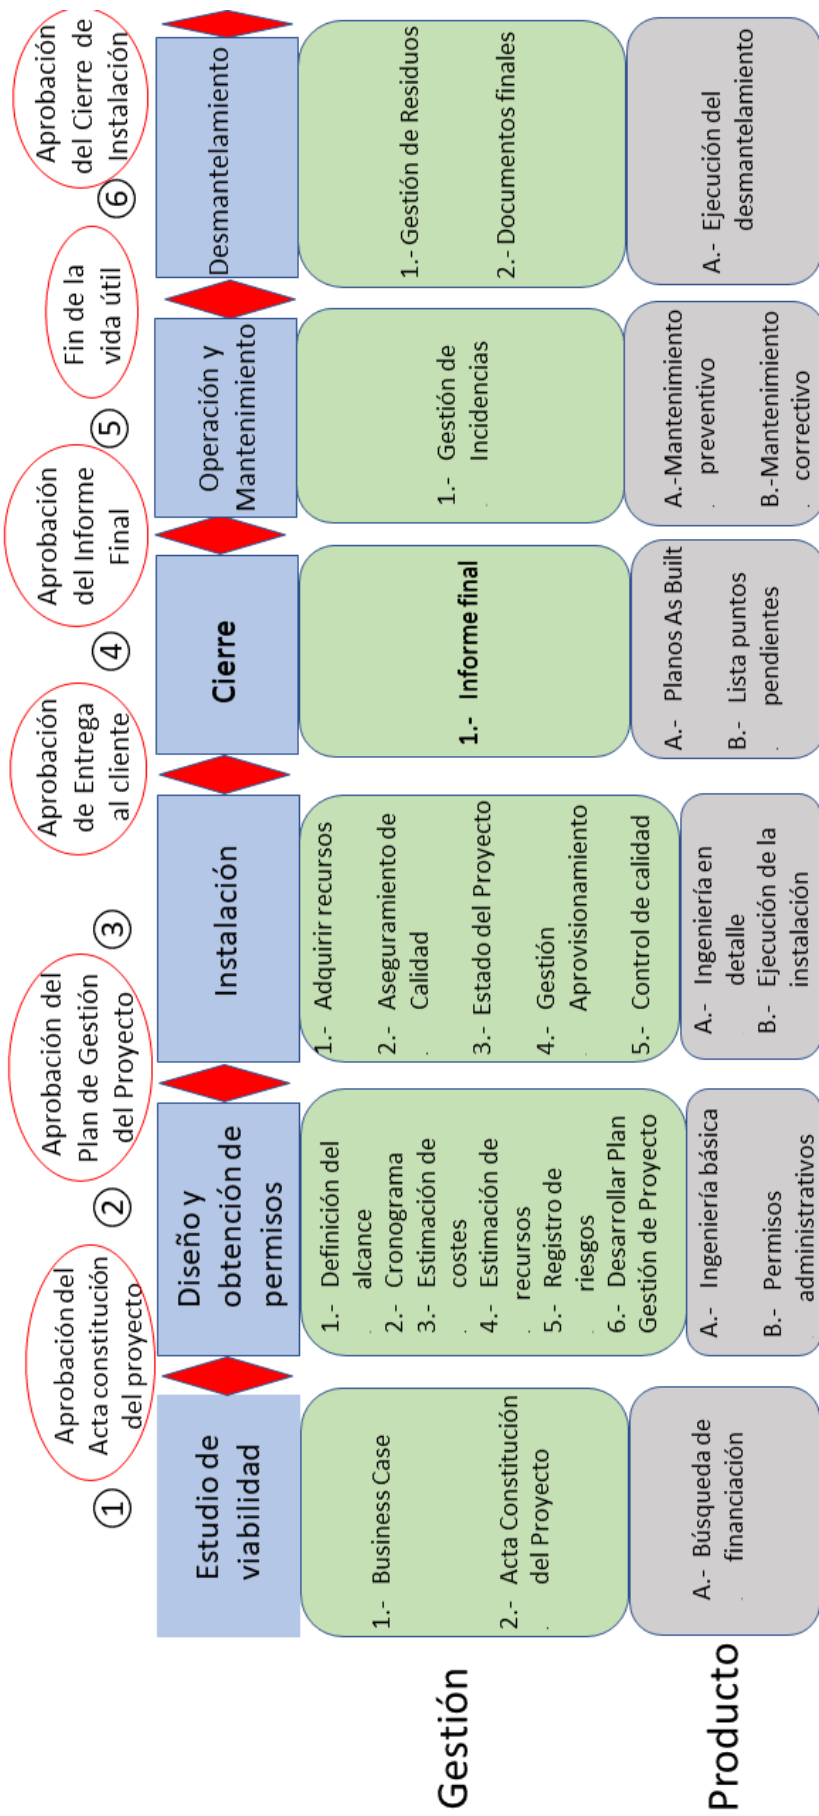 Aprobación del
Acta constitución
del proyecto
Aprobación del
Plan de Gestión
del Proyecto
Aprobación
de Entrega
al cliente
Aprobación
del Informe
Final
Fin de la
vida útil
Aprobación
del Cierre de
Instalación
①
②
③
④
⑤
⑥
Estudio de
viabilidad
Diseño y
obtención de
permisos
Instalación
Cierre
Operación y
Mantenimiento
Desmantelamiento
Gestión
1.- Business Case
2.- Acta Constitución
del Proyecto
1.- Definición del
alcance
2.- Cronograma
3.- Estimación de
costes
4.- Estimación de
recursos
5.- Registro de
riesgos
6.- Desarrollar Plan
Gestión de Proyecto
1.- Adquirir recursos
2.- Aseguramiento de
Calidad
3.- Estado del Proyecto
4.- Gestión
Aprovisionamiento
5.- Control de calidad
1.- Informe final
1.- Gestión de
Incidencias
1.- Gestión de Residuos
2.- Documentos finales
Producto
A.- Búsqueda de
financiación
A.- Ingeniería básica
B.- Permisos
administrativos
A.- Ingeniería en
detalle
B.- Ejecución de la
instalación
A.- Planos As Built
B.- Lista puntos
pendientes
A.-Mantenimiento
preventivo
B.-Mantenimiento
correctivo
A.- Ejecución del
desmantelamiento